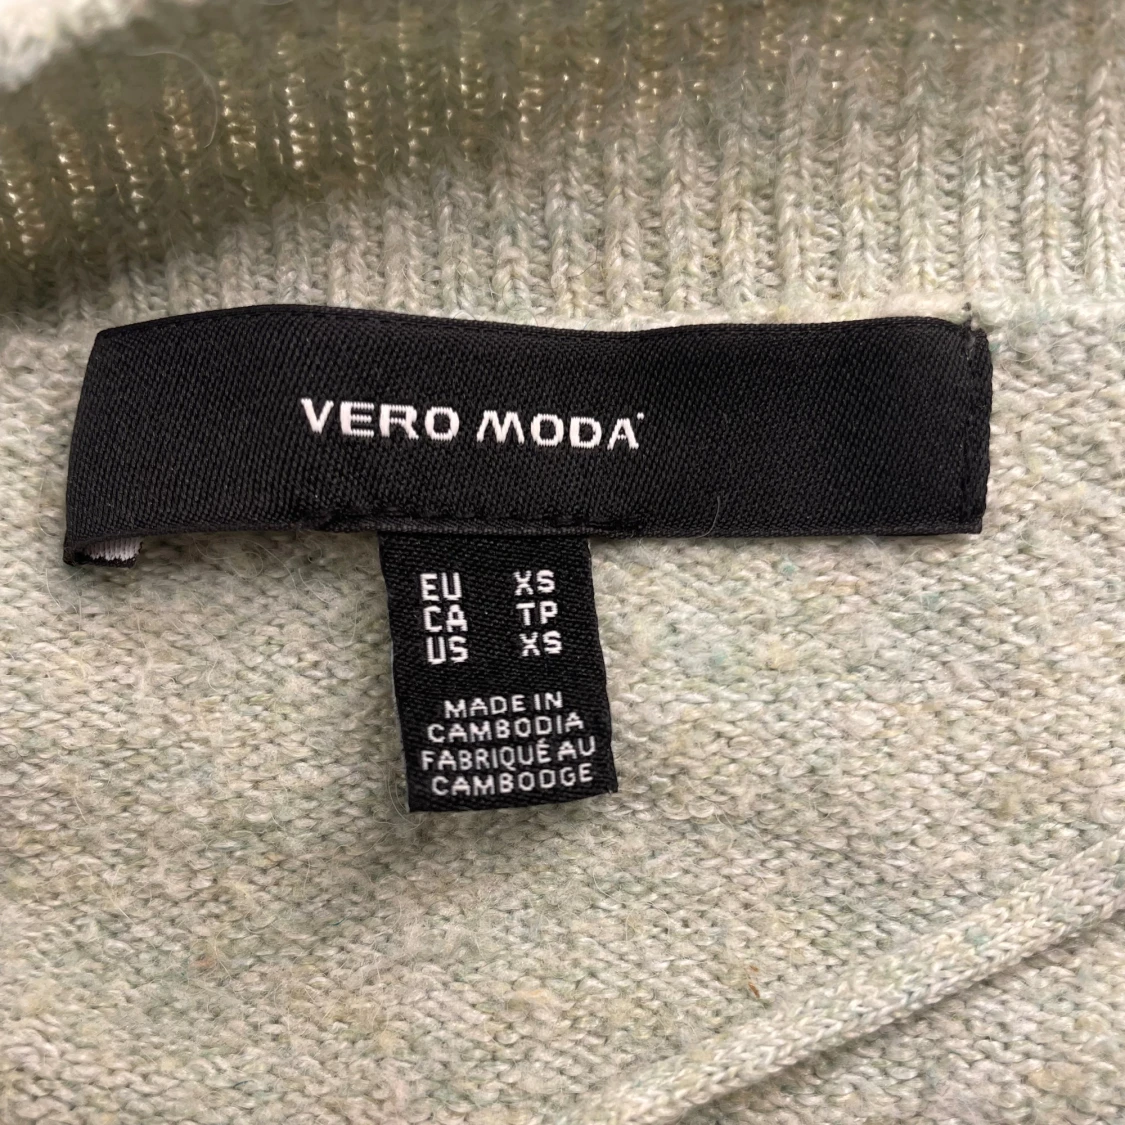 VERO MODA
EU XS
CA TP
US XS
MADE IN
CAMBODIA
FABRIQUÉ AU
CAMBODGE